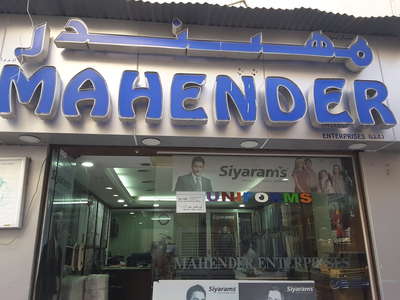 مهندر
MAHENDER
ENTERPRISES
Siyaram's
UNIFORMS
MAHENDER ENTERPRISES
Siyaram's
Siyaram's